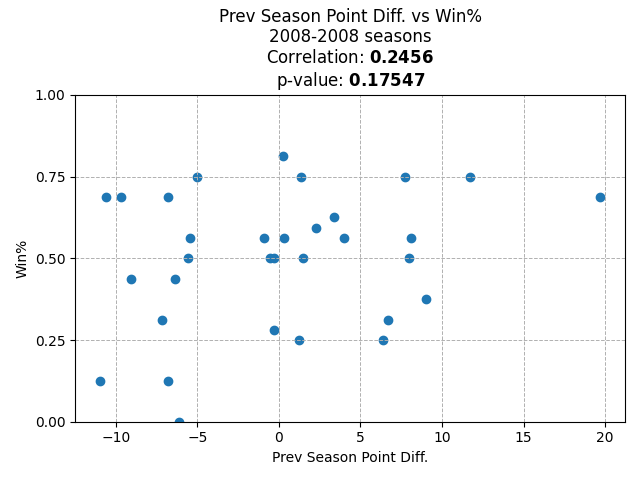 Prev Season Point Diff. vs Win%
2008-2008 seasons
Correlation: 0.2456
p-value: 0.17547
1.00
0.75
0.50
0.25
0.00
Win%
−10
−5
0
5
10
15
20
Prev Season Point Diff.